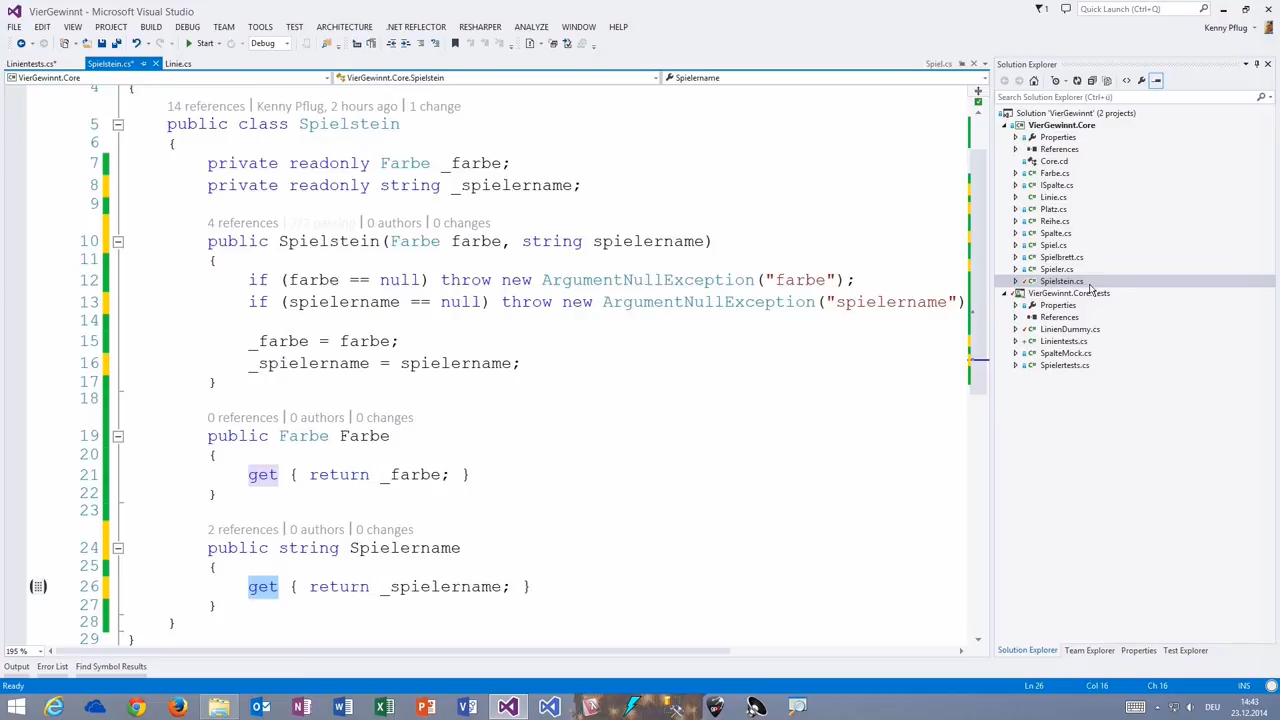 VierGewinnt - Microsoft Visual Studio
1
Quick Launch (Ctrl+Q)
FILE EDIT VIEW PROJECT BUILD DEBUG TEAM TOOLS TEST ARCHITECTURE .NET REFLECTOR RESHARPER ANALYZE WINDOW HELP
Kenny Pflug
Start Debug
Linientests.cs* Spielstein.cs* Linie.cs Spiel.cs
VierGewinnt.Core VierGewinnt.Core.Spielstein Spielername
4 {
14 references | Kenny Pflug, 2 hours ago | 1 change
5 public class Spielstein
6 {
7 private readonly Farbe _farbe;
8 private readonly string _spielername;
9
4 references | 0 authors | 0 changes
10 public Spielstein(Farbe farbe, string spielername)
11 {
12 if (farbe == null) throw new ArgumentNullException("farbe");
13 if (spielername == null) throw new ArgumentNullException("spielername")
14
15 _farbe = farbe;
16 _spielername = spielername;
17 }
18
0 references | 0 authors | 0 changes
19 public Farbe Farbe
20 {
21 get { return _farbe; }
22 }
23
2 references | 0 authors | 0 changes
24 public string Spielername
25 {
26 get { return _spielername; }
27 }
28 }
29 }
195 %
Output Error List Find Symbol Results
Solution Explorer
Search Solution Explorer (Ctrl+ü)
Solution 'VierGewinnt' (2 projects)
VierGewinnt.Core
Properties
References
Core.cd
Farbe.cs
ISpalte.cs
Linie.cs
Platz.cs
Reihe.cs
Spalte.cs
Spiel.cs
Spielbrett.cs
Spieler.cs
Spielstein.cs
VierGewinnt.Core.Tests
Properties
References
LinienDummy.cs
Linientests.cs
SpalteMock.cs
Spielertests.cs
Solution Explorer Team Explorer Properties Test Explorer
Ready Ln 26 Col 16 Ch 16 INS
DEU 14:43
23.12.2014